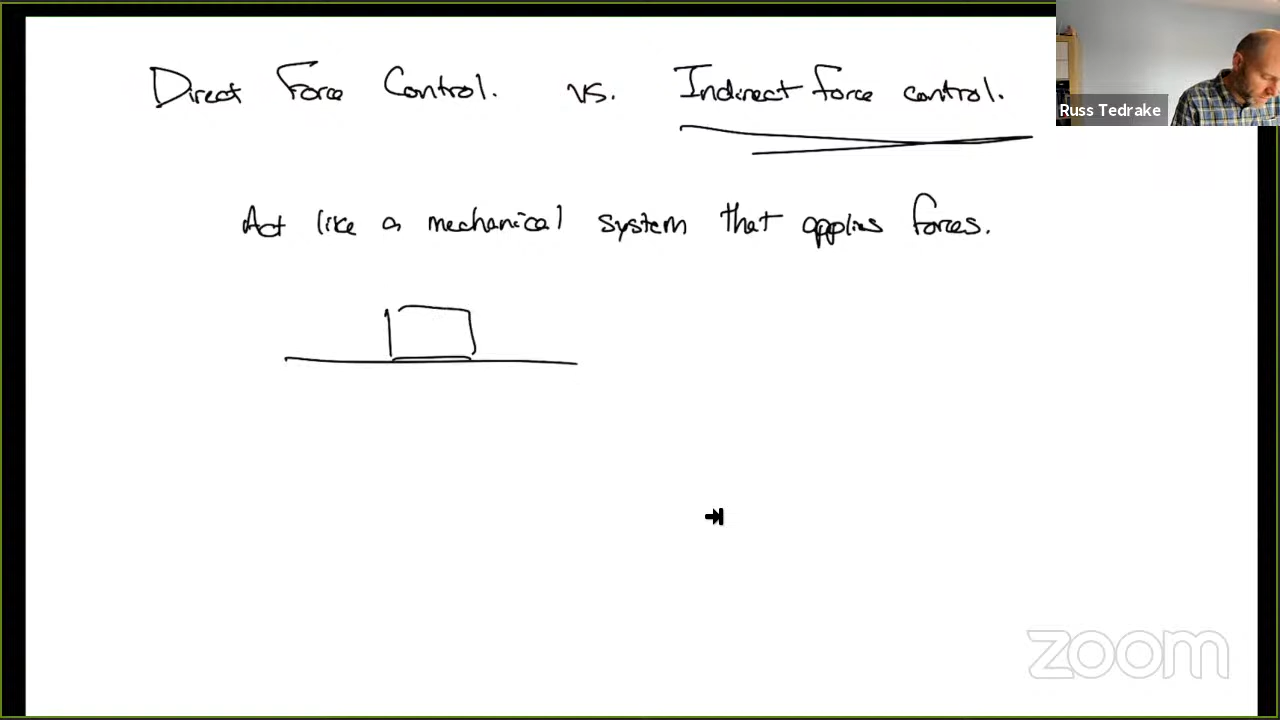 Direct Force Control. vs. Indirect force control.
Russ Tedrake
Act like a mechanical system that applies forces.
zoom